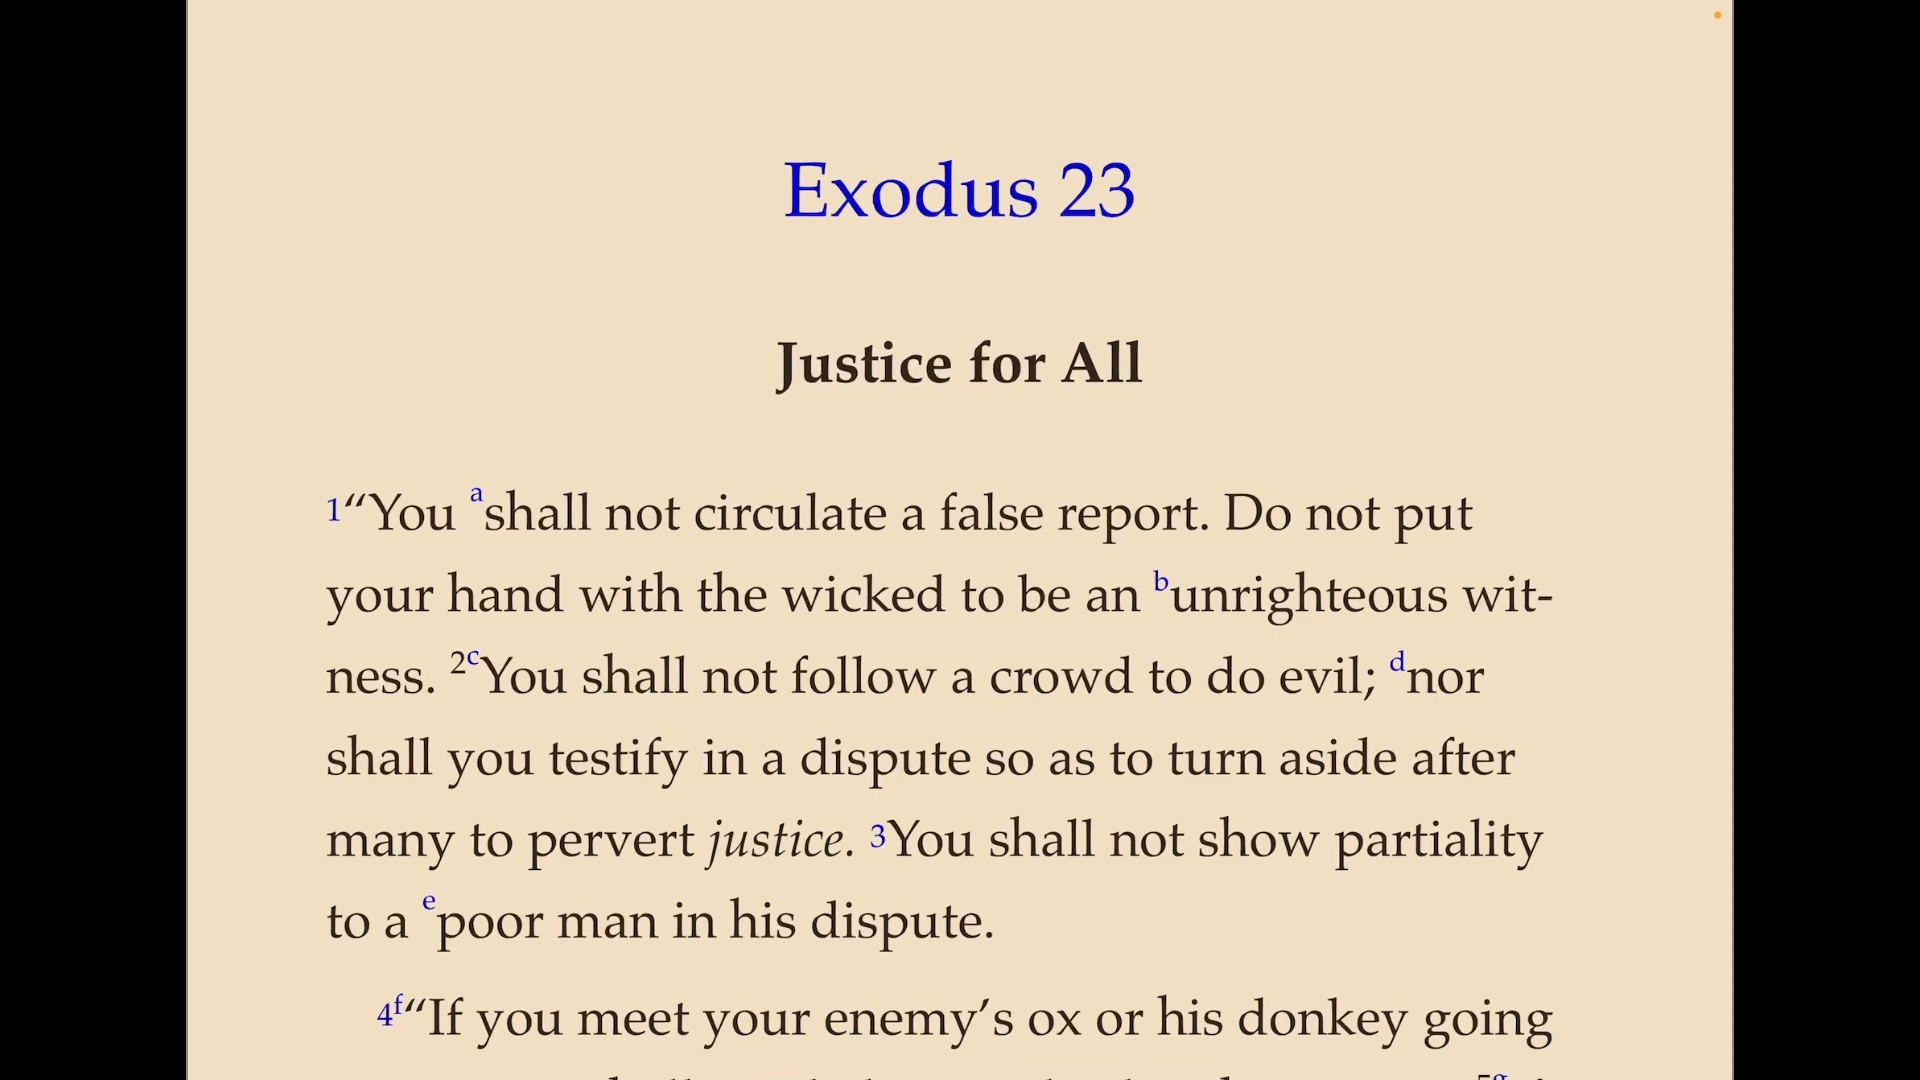 Exodus 23
Justice for All
1“You ashall not circulate a false report. Do not put
your hand with the wicked to be an bunrighteous wit-
ness. 2cYou shall not follow a crowd to do evil; dnor
shall you testify in a dispute so as to turn aside after
many to pervert justice. 3You shall not show partiality
to a epoor man in his dispute.
4f“If you meet your enemy’s ox or his donkey going